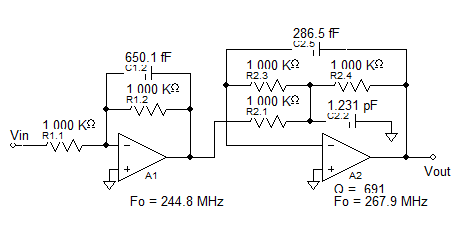 286.5 fF
C2.5
650.1 fF
C1.2
1.000 KΩ
R2.3
1.000 KΩ
R2.4
1.000 KΩ
R1.2
1.000 KΩ
R2.1
1.231 pF
C2.2
1.000 KΩ
R1.1
Vin
−
+
A1
−
+
A2
Vout
Q = 691
Fo = 244.8 MHz
Fo = 267.9 MHz